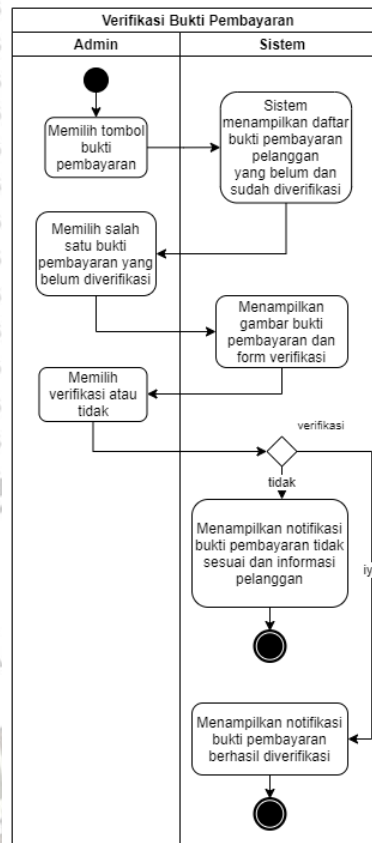 Verifikasi Bukti Pembayaran
Admin
Sistem
Memilih tombol
bukti
pembayaran
Sistem
menampilkan daftar
bukti pembayaran
pelanggan
yang belum dan
sudah diverifikasi
Memilih salah
satu bukti
pembayaran yang
belum diverifikasi
Menampilkan
gambar bukti
pembayaran dan
form verifikasi
Memilih
verifikasi atau
tidak
verifikasi
tidak
Menampilkan notifikasi
bukti pembayaran tidak
sesuai dan informasi
pelanggan
iy
Menampilkan notifikasi
bukti pembayaran
berhasil diverifikasi